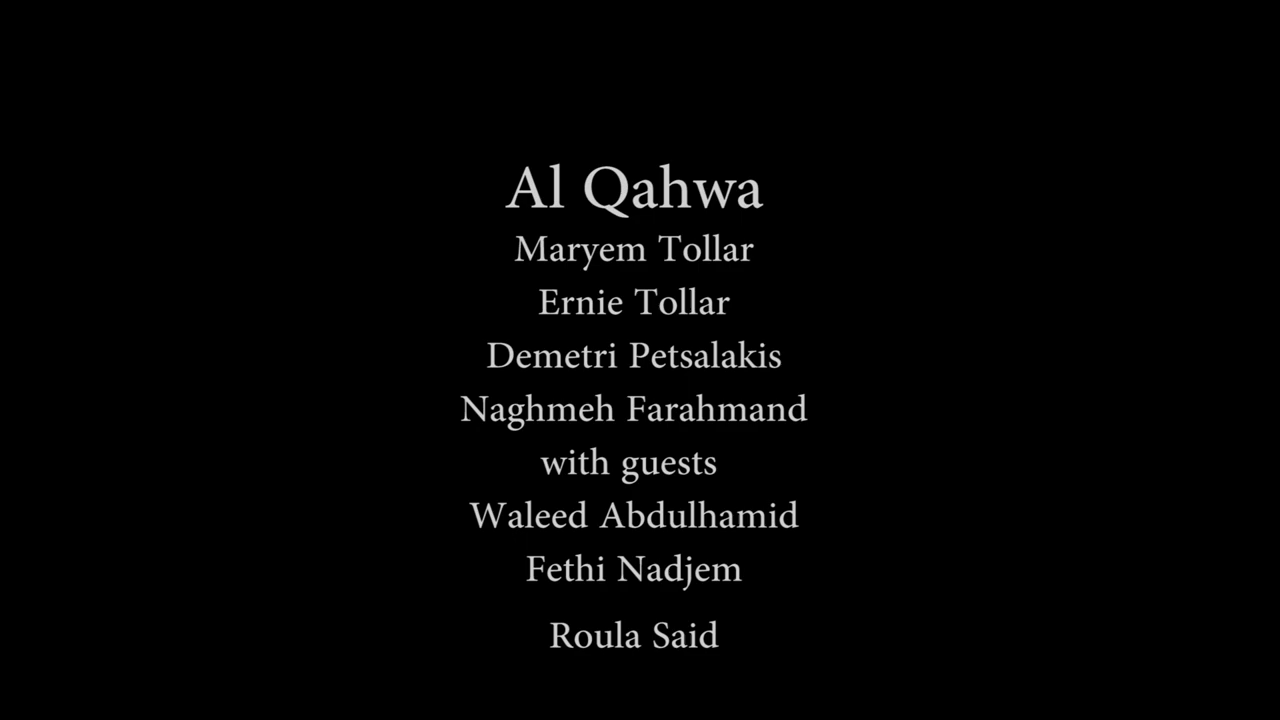 Al Qahwa
Maryem Tollar
Ernie Tollar
Demetri Petsalakis
Naghmeh Farahmand
with guests
Waleed Abdulhamid
Fethi Nadjem
Roula Said